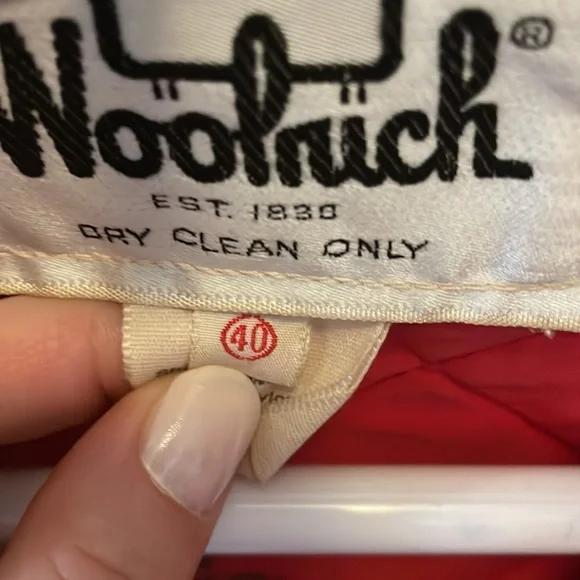 Woolrich®
EST. 1830
DRY CLEAN ONLY
40